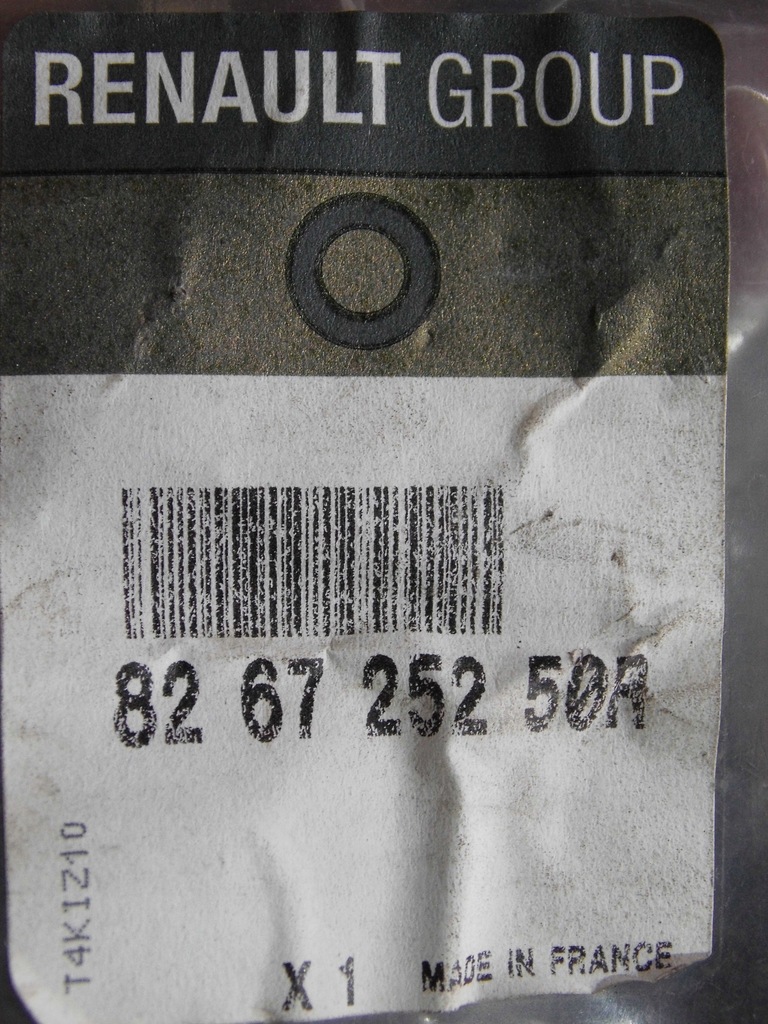 RENAULT GROUP
82 67 252 50R
T4KIZ10
X 1 MADE IN FRANCE